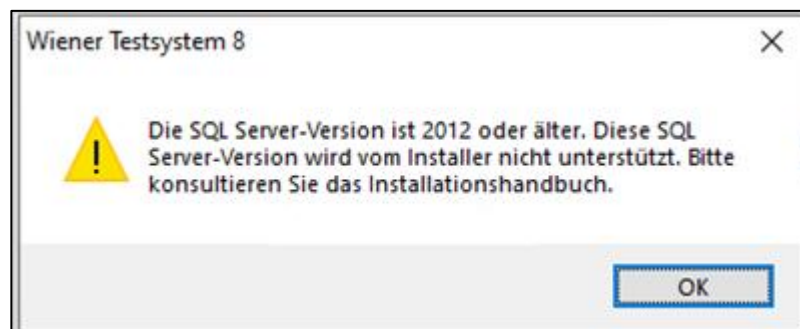 Wiener Testsystem 8
Die SQL Server-Version ist 2012 oder älter. Diese SQL
Server-Version wird vom Installer nicht unterstützt. Bitte
konsultieren Sie das Installationshandbuch.
OK